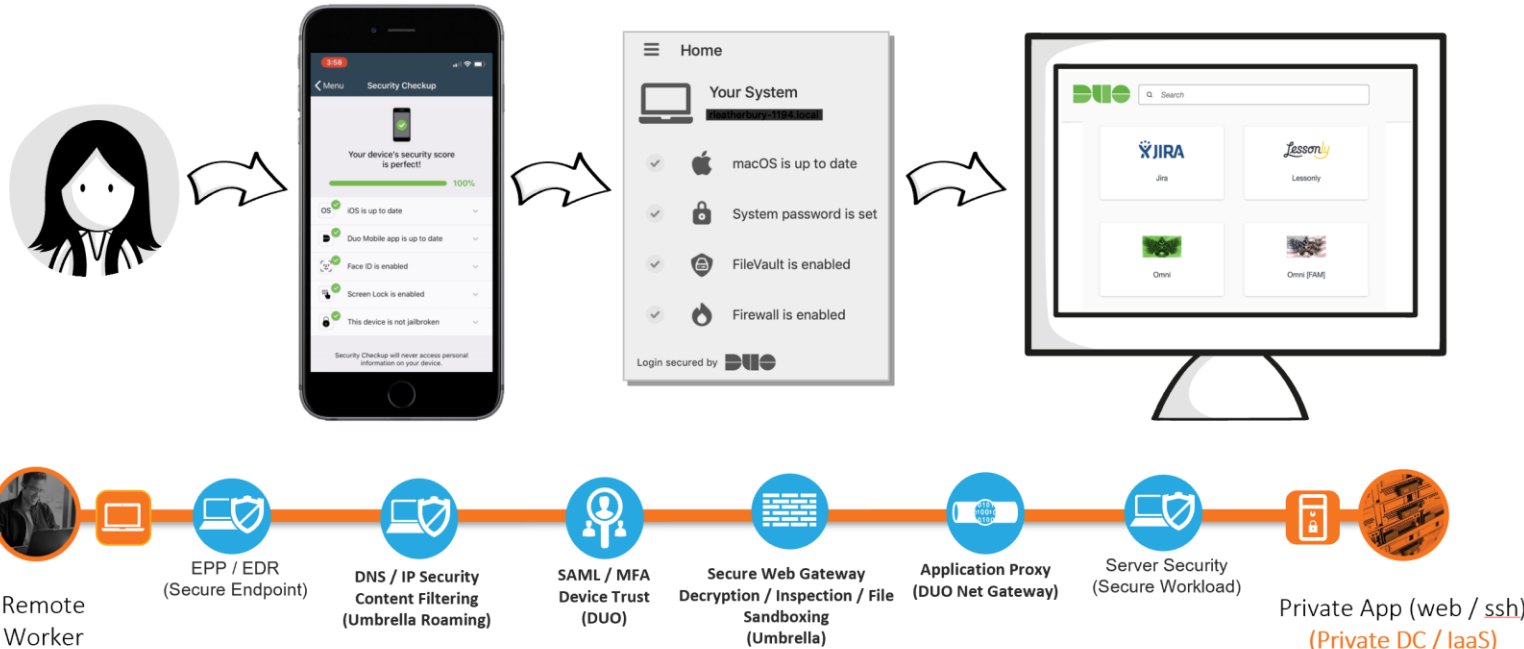 3:58
Menu
Security Checkup
Your device's security score
is perfect!
100%
OS
iOS is up to date
Duo Mobile app is up to date
Face ID is enabled
Screen Lock is enabled
This device is not jailbroken
Security Checkup will never access personal
information on your device.
Home
Your System
rleatherbury-1194.local
macOS is up to date
System password is set
FileVault is enabled
Firewall is enabled
Login secured by DUO
DUO
Search
JIRA
Jira
Lessonly
Lessonly
Omni
Omni [FAM]
Remote
Worker
EPP / EDR
(Secure Endpoint)
DNS / IP Security
Content Filtering
(Umbrella Roaming)
SAML / MFA
Device Trust
(DUO)
Secure Web Gateway
Decryption / Inspection / File
Sandboxing
(Umbrella)
Application Proxy
(DUO Net Gateway)
Server Security
(Secure Workload)
Private App (web / ssh)
(Private DC / IaaS)